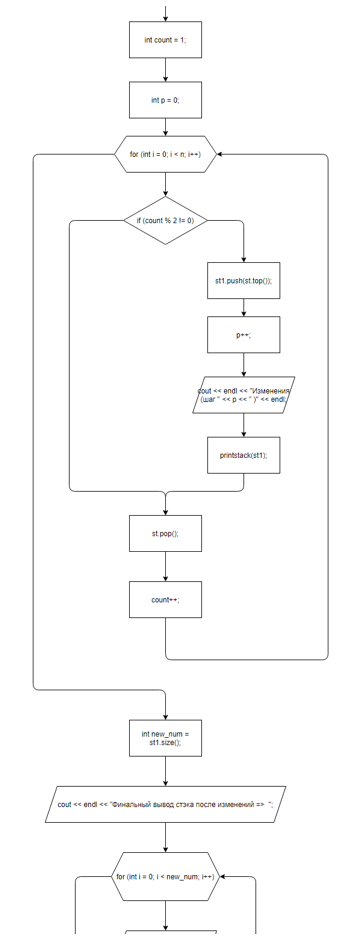 int count = 1;
int p = 0;
for (int i = 0; i < n; i++)
if (count % 2 != 0)
st1.push(st.top());
p++;
cout << endl << "Изменения
(шаг " << p << " )" << endl;
printstack(st1);
st.pop();
count++;
int new_num =
st1.size();
cout << endl << "Финальный вывод стэка после изменений => ";
for (int i = 0; i < new_num; i++)